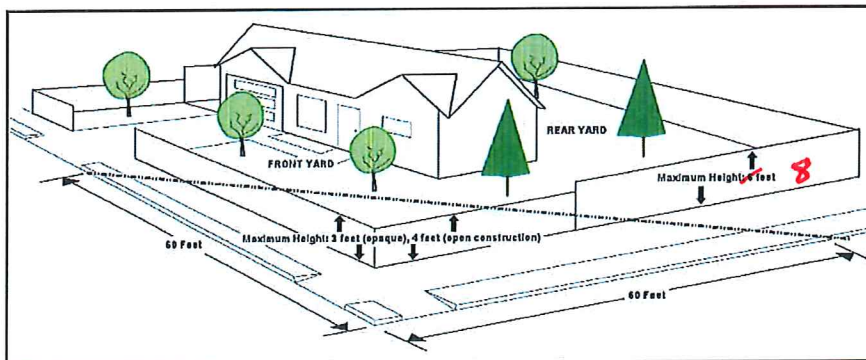 REAR YARD
FRONT YARD
Maximum Height: 6 feet 8
Maximum Height: 3 feet (opaque), 4 feet (open construction)
60 Feet
60 Feet